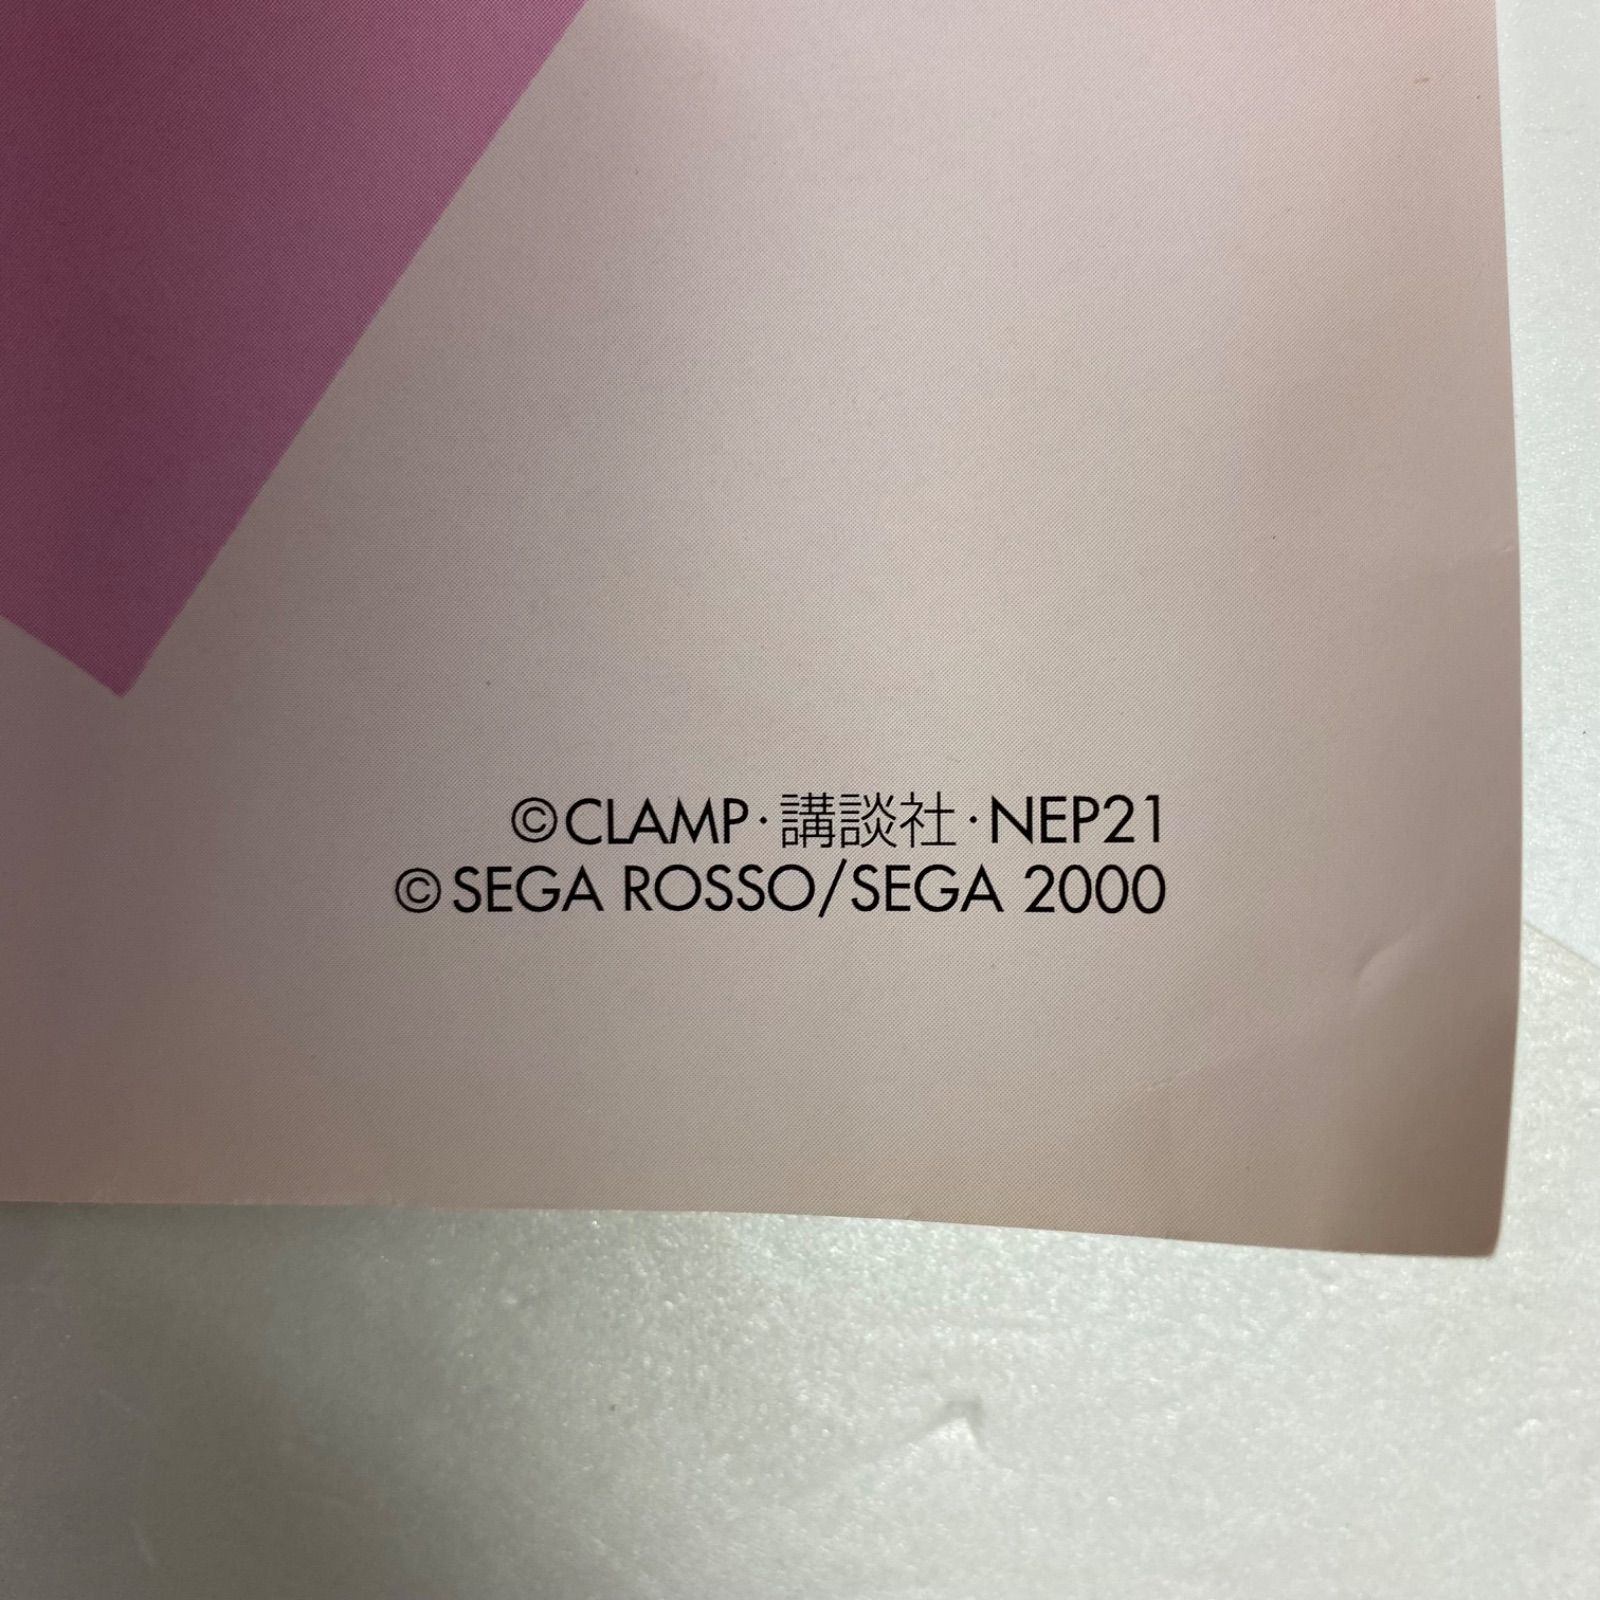 ©CLAMP・講談社・NEP21
©SEGA ROSSO/SEGA 2000